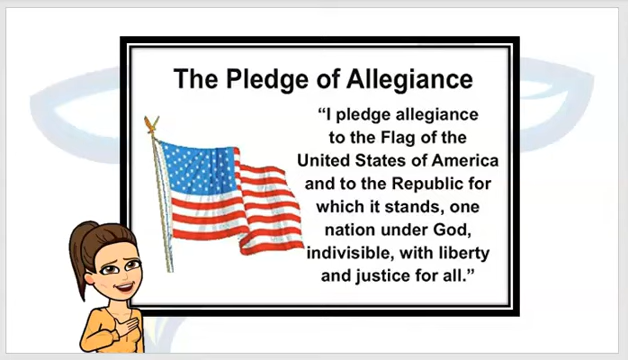 The Pledge of Allegiance
“I pledge allegiance
to the Flag of the
United States of America
and to the Republic for
which it stands, one
nation under God,
indivisible, with liberty
and justice for all.”